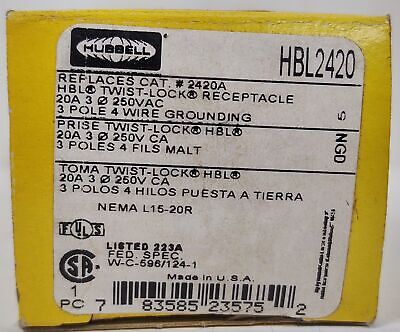 HUBBELL
HBL2420
REPLACES CAT. # 2420A
HBL® TWIST-LOCK® RECEPTACLE
20A 3 Ø 250VAC
3 POLE 4 WIRE GROUNDING
PRISE TWIST-LOCK® HBL®
20A 3 Ø 250V CA
3 POLES 4 FILS MALT
TOMA TWIST-LOCK® HBL®
20A 3 Ø 250V CA
3 POLOS 4 HILOS PUESTA A TIERRA
NEMA L15-20R
LISTED 223A
FED. SPEC.
W-C-596/124-1
Made in U.S.A.
1
PC 7 83585 23575 2
NGD